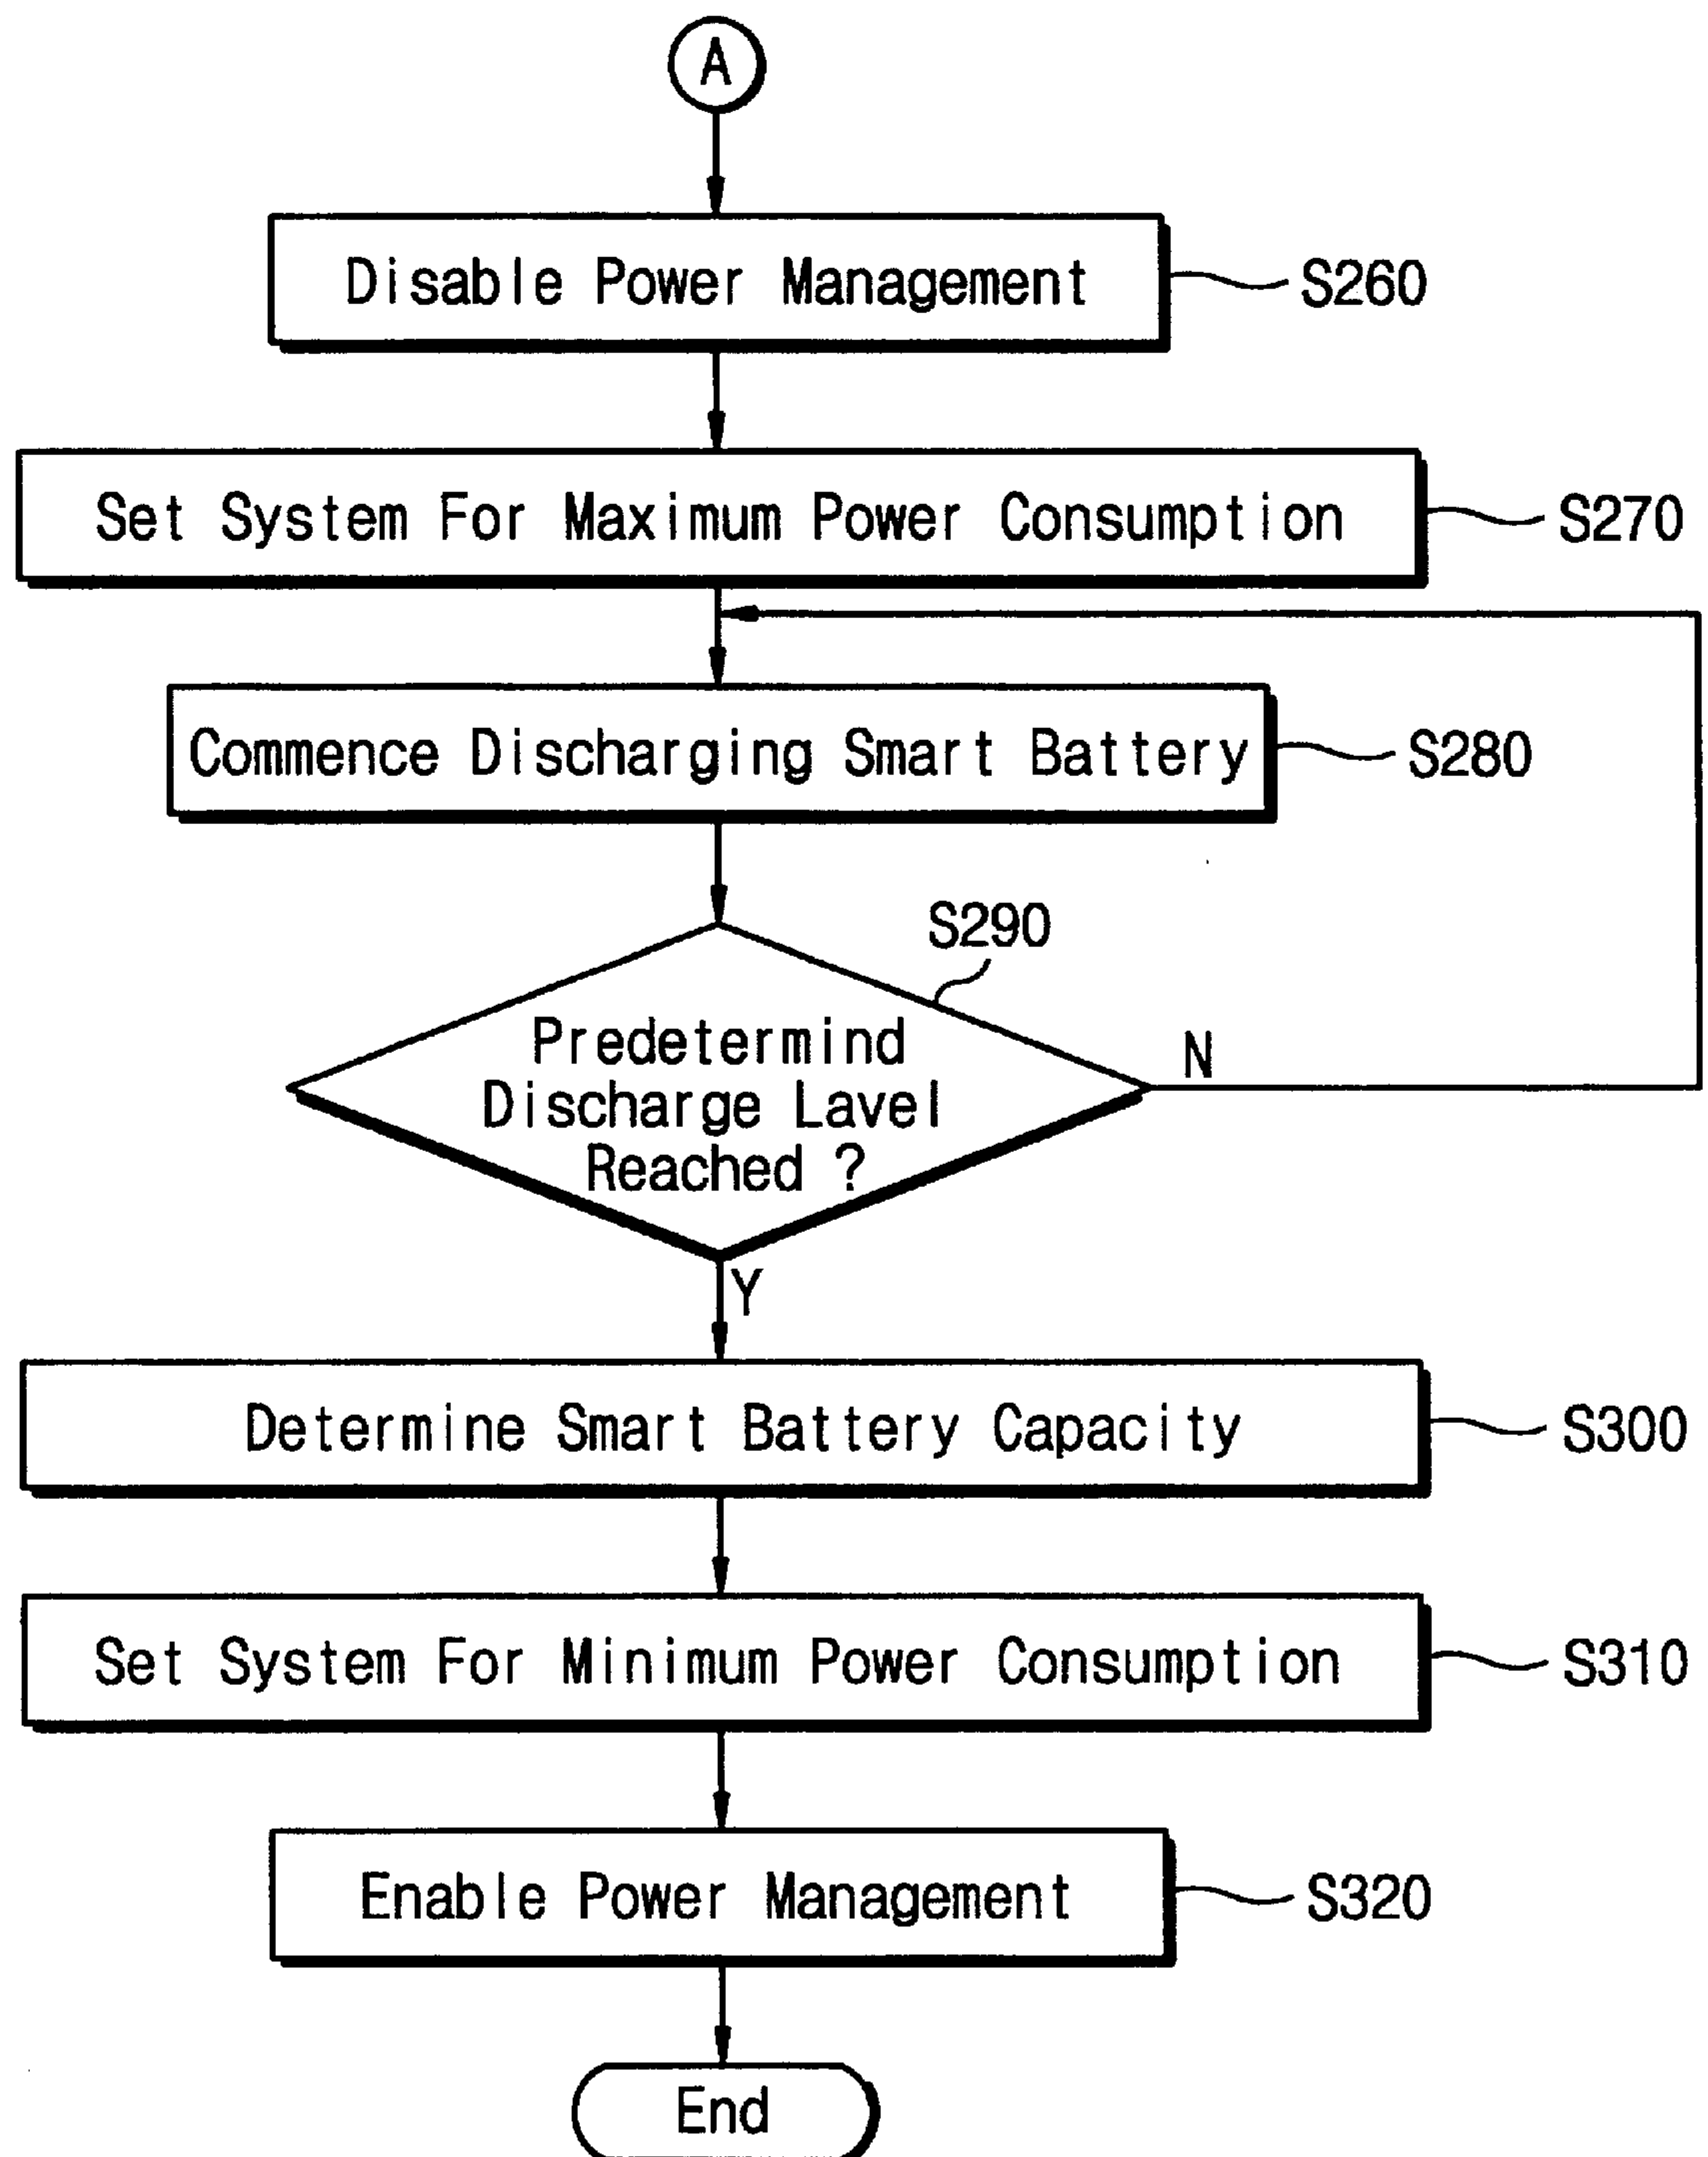 A
Disable Power Management
S260
Set System For Maximum Power Consumption
S270
Commence Discharging Smart Battery
S280
S290
Predetermind
Discharge Lavel
Reached ?
N
Y
Determine Smart Battery Capacity
S300
Set System For Minimum Power Consumption
S310
Enable Power Management
S320
End